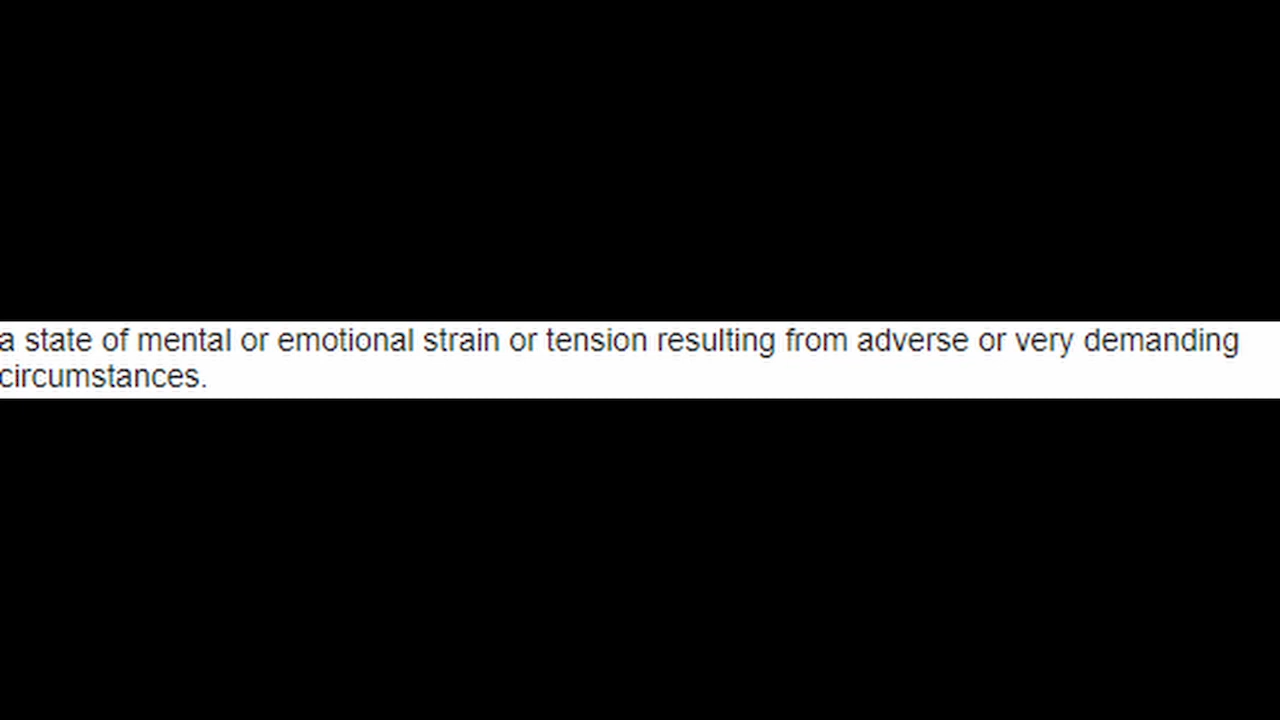 a state of mental or emotional strain or tension resulting from adverse or very demanding
circumstances.